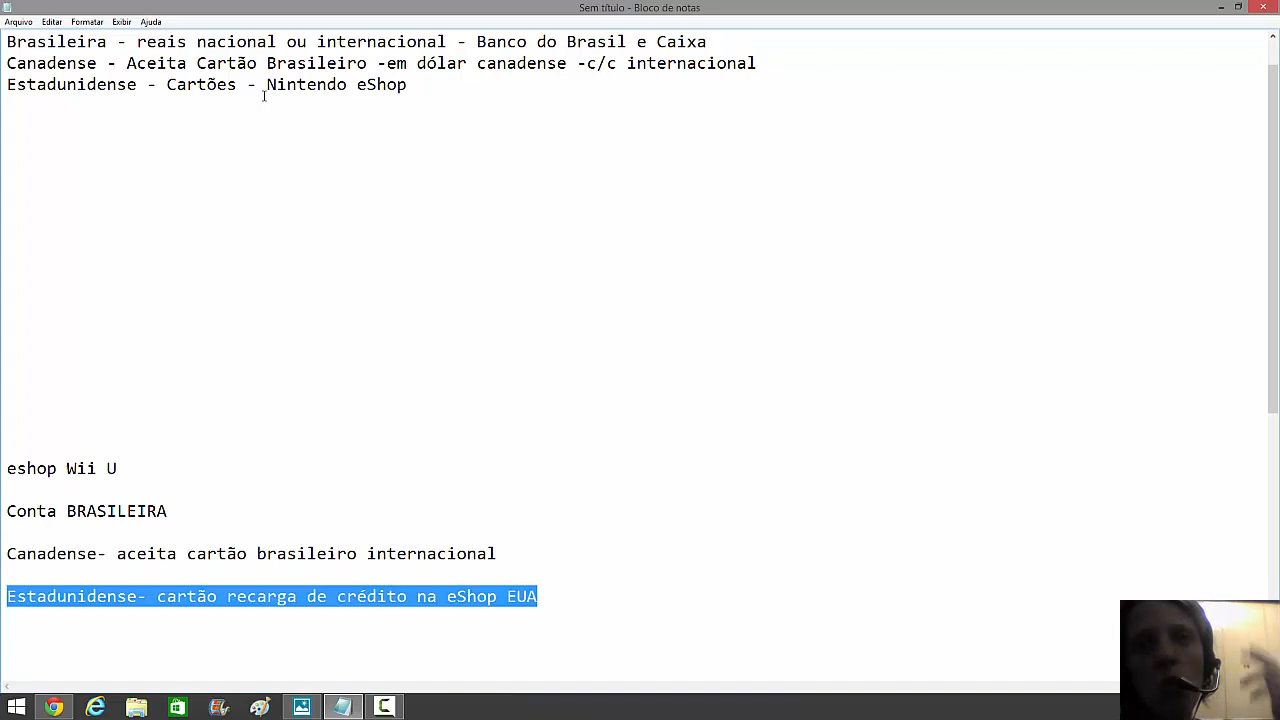 Sem título - Bloco de notas
Arquivo Editar Formatar Exibir Ajuda
Brasileira - reais nacional ou internacional - Banco do Brasil e Caixa
Canadense - Aceita Cartão Brasileiro -em dólar canadense -c/c internacional
Estadunidense - Cartões - Nintendo eShop
eshop Wii U
Conta BRASILEIRA
Canadense- aceita cartão brasileiro internacional
Estadunidense- cartão recarga de crédito na eShop EUA